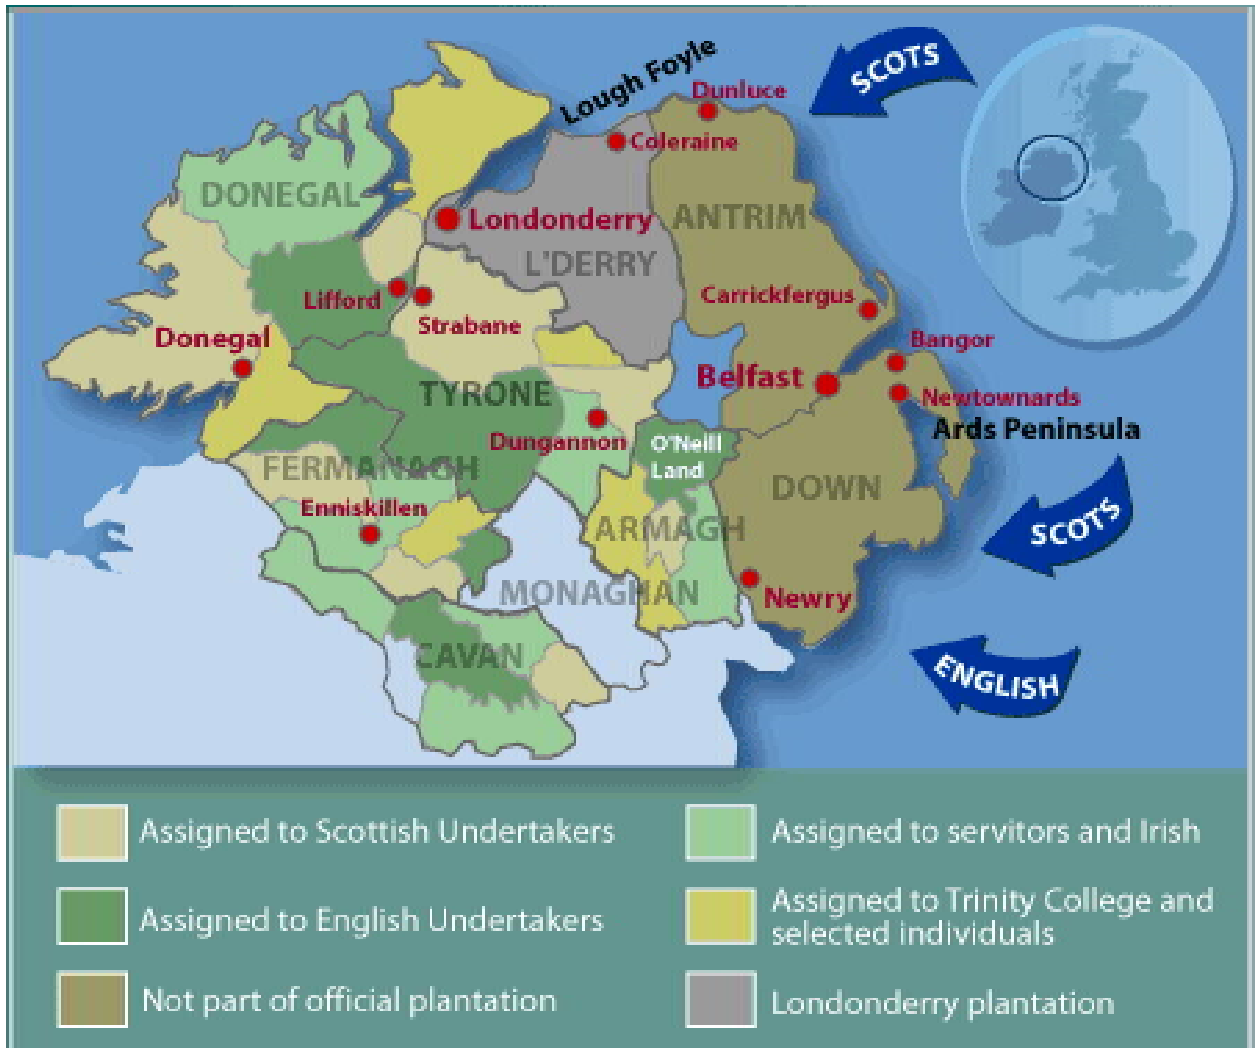 Lough Foyle
SCOTS
Dunluce
Coleraine
DONEGAL
Londonderry
ANTRIM
L'DERRY
Lifford
Carrickfergus
Strabane
Donegal
Bangor
Belfast
TYRONE
Newtownards
Ards Peninsula
Dungannon
O'Neill
Land
FERMANAGH
DOWN
Enniskillen
ARMAGH
SCOTS
MONAGHAN
Newry
CAVAN
ENGLISH
Assigned to Scottish Undertakers
Assigned to servitors and Irish
Assigned to English Undertakers
Assigned to Trinity College and
selected individuals
Not part of official plantation
Londonderry plantation